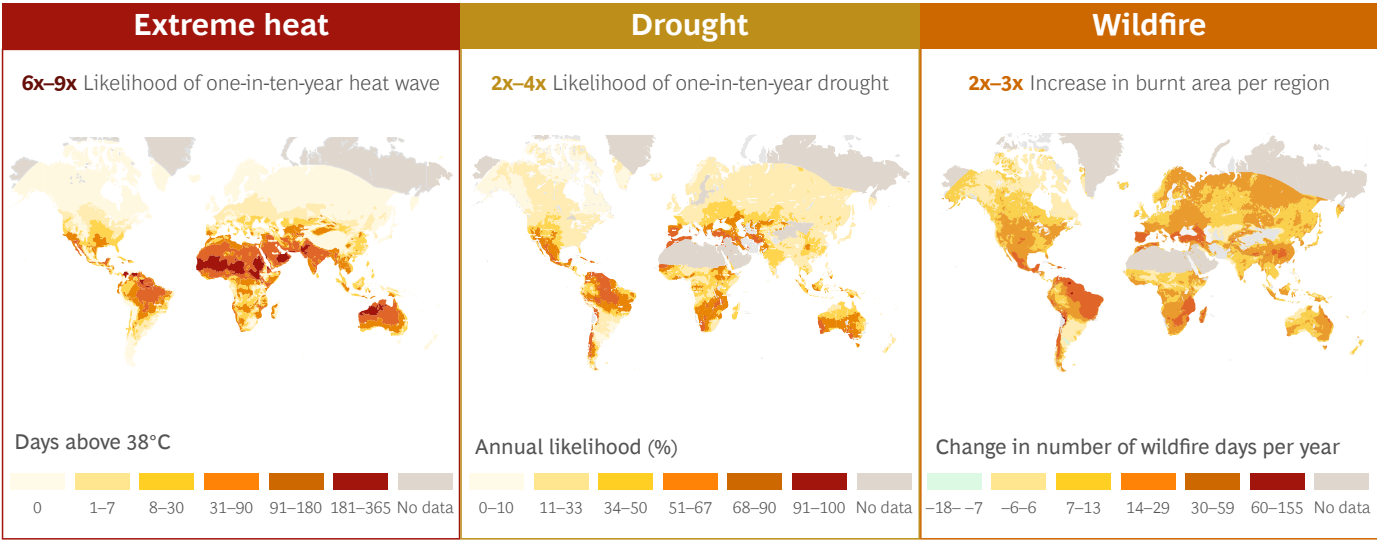 Extreme heat
6x–9x Likelihood of one-in-ten-year heat wave
Days above 38°C
0 1–7 8–30 31–90 91–180 181–365 No data
Drought
2x–4x Likelihood of one-in-ten-year drought
Annual likelihood (%)
0–10 11–33 34–50 51–67 68–90 91–100 No data
Wildfire
2x–3x Increase in burnt area per region
Change in number of wildfire days per year
–18– –7 –6–6 7–13 14–29 30–59 60–155 No data